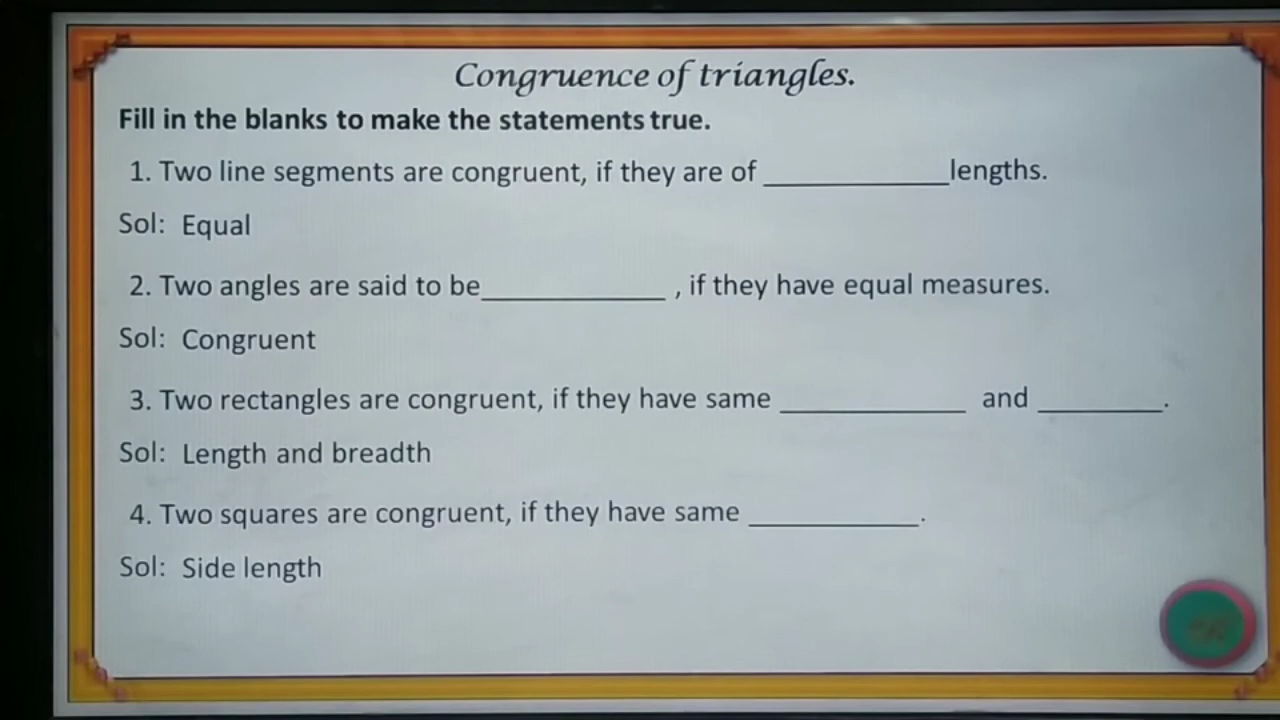 Congruence of triangles.
Fill in the blanks to make the statements true.
1. Two line segments are congruent, if they are of ____________lengths.
Sol: Equal
2. Two angles are said to be____________ , if they have equal measures.
Sol: Congruent
3. Two rectangles are congruent, if they have same ____________ and ________.
Sol: Length and breadth
4. Two squares are congruent, if they have same ___________.
Sol: Side length